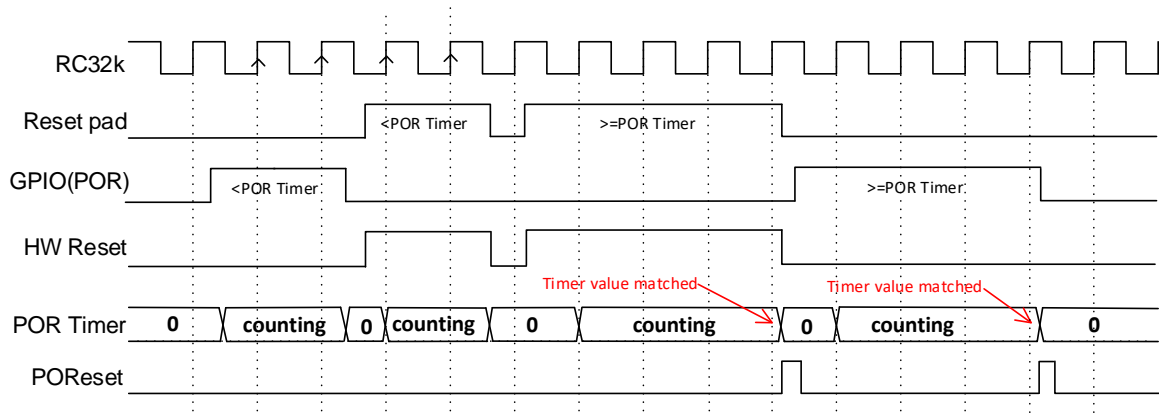 RC32k
Reset pad
<POR Timer
>=POR Timer
GPIO(POR)
<POR Timer
>=POR Timer
HW Reset
Timer value matched
Timer value matched
POR Timer
0
counting
0
counting
0
counting
0
counting
0
POReset